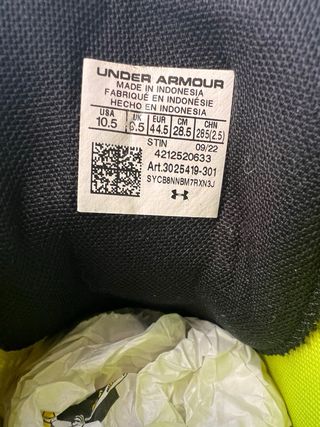 UNDER ARMOUR
MADE IN INDONESIA
FABRIQUÉ EN INDONÉSIE
HECHO EN INDONESIA
USA UK EUR CM CHN
10.5 9.5 44.5 28.5 285(2.5)
STIN 09/22
4212520633
Art.3025419-301
SYCB8NNBM7RXN3J